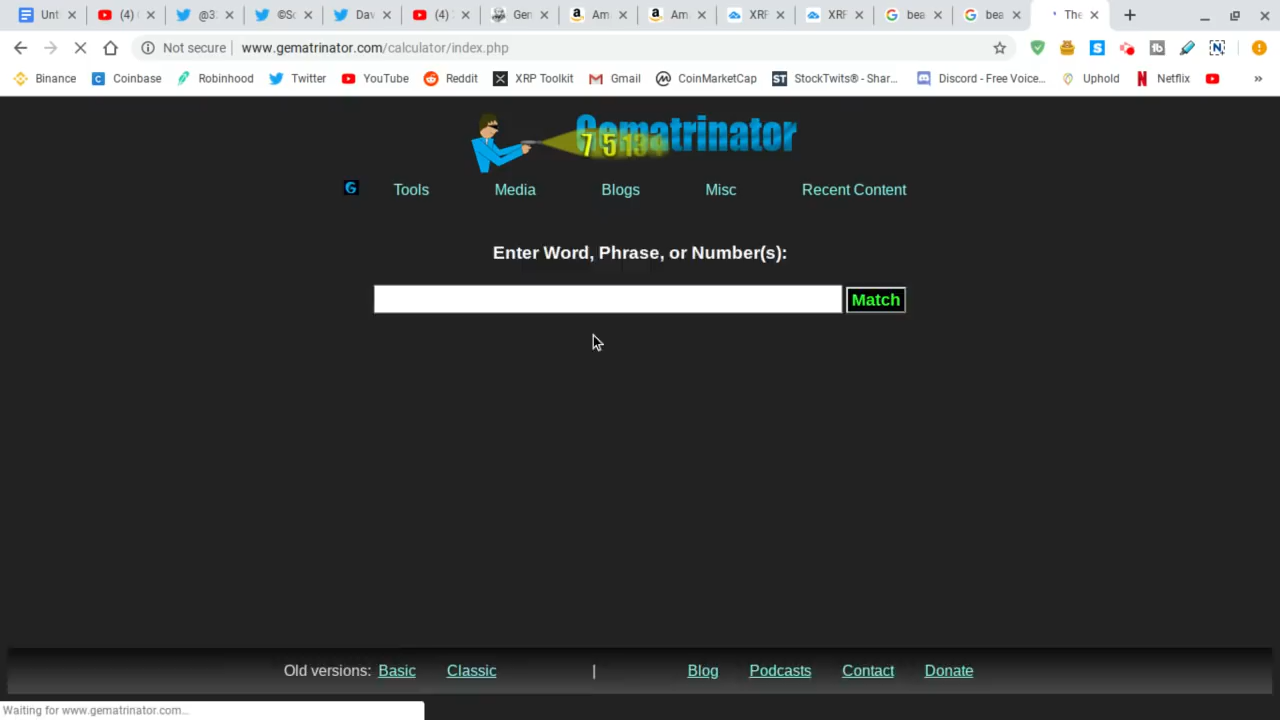 Unt (4) ( @3: ©Sc Dav (4) : Gen Am Am XRF XRF bea bea The
Not secure www.gematrinator.com/calculator/index.php
Binance Coinbase Robinhood Twitter YouTube Reddit XRP Toolkit Gmail CoinMarketCap StockTwits® - Shar... Discord - Free Voice... Uphold Netflix »
Gematrinator
7 5 13
G Tools Media Blogs Misc Recent Content
Enter Word, Phrase, or Number(s):
Match
Old versions: Basic Classic | Blog Podcasts Contact Donate
Waiting for www.gematrinator.com...